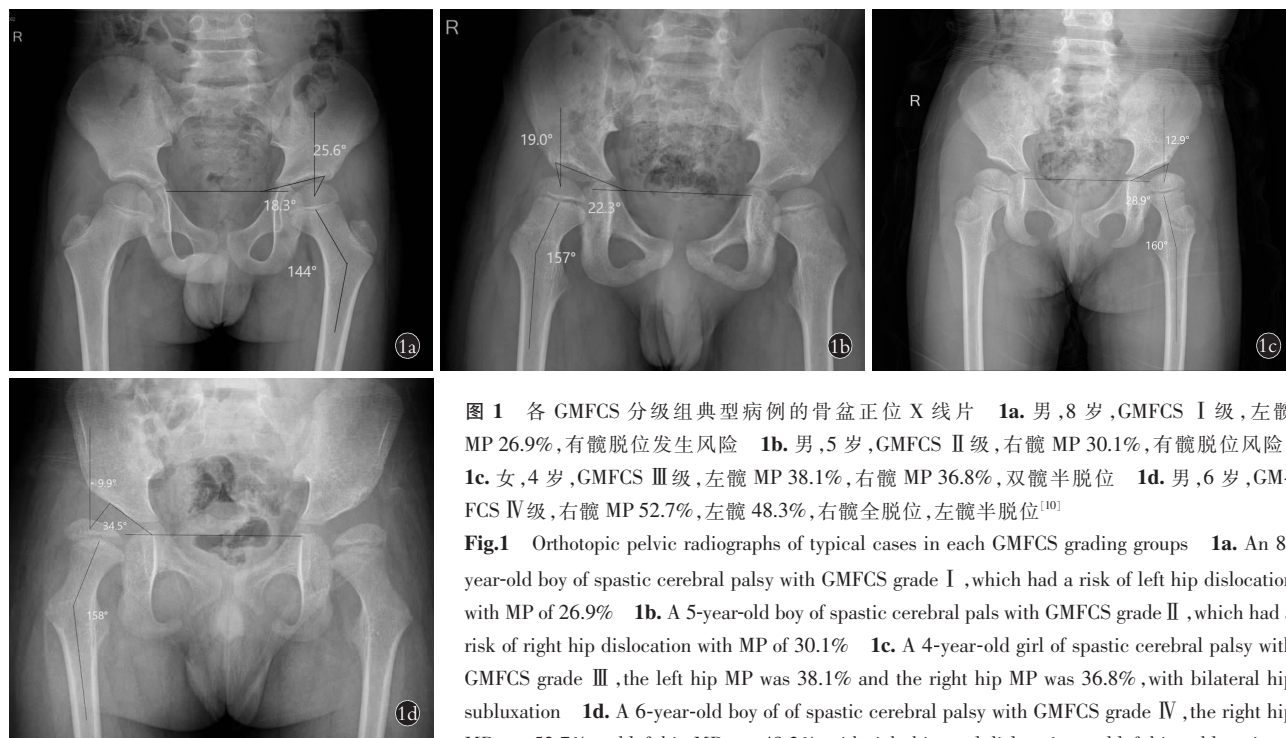 R
25.6°
18.3°
144°
1a
R
19.0°
22.3°
157°
1b
R
12.9°
28.9°
160°
1c
-9.9°
34.5°
158°
1d
图 1 各 GMFCS 分级组典型病例的骨盆正位 X 线片 1a. 男,8 岁,GMFCS Ⅰ级,左髋
MP 26.9%,有髋脱位发生风险 1b. 男,5 岁,GMFCS Ⅱ级,右髋 MP 30.1%,有髋脱位风险
1c. 女,4 岁,GMFCS Ⅲ级,左髋 MP 38.1%,右髋 MP 36.8%,双髋半脱位 1d. 男,6 岁,GM-
FCS Ⅳ级,右髋 MP 52.7%,左髋 48.3%,右髋全脱位,左髋半脱位[10]
Fig.1 Orthotopic pelvic radiographs of typical cases in each GMFCS grading groups 1a. An 8
year-old boy of spastic cerebral palsy with GMFCS grade Ⅰ,which had a risk of left hip dislocation
with MP of 26.9% 1b. A 5-year-old boy of spastic cerebral pals with GMFCS grade Ⅱ,which had
risk of right hip dislocation with MP of 30.1% 1c. A 4-year-old girl of spastic cerebral palsy with
GMFCS grade Ⅲ,the left hip MP was 38.1% and the right hip MP was 36.8%,with bilateral hip
subluxation 1d. A 6-year-old boy of of spastic cerebral palsy with GMFCS grade Ⅳ,the right hip